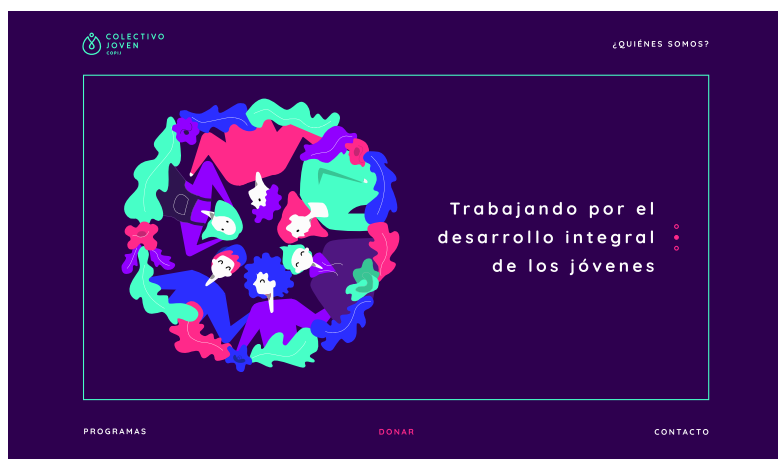 COLECTIVO
JOVEN
COPIJ
¿QUIÉNES SOMOS?
Trabajando por el
desarrollo integral
de los jóvenes
PROGRAMAS
DONAR
CONTACTO